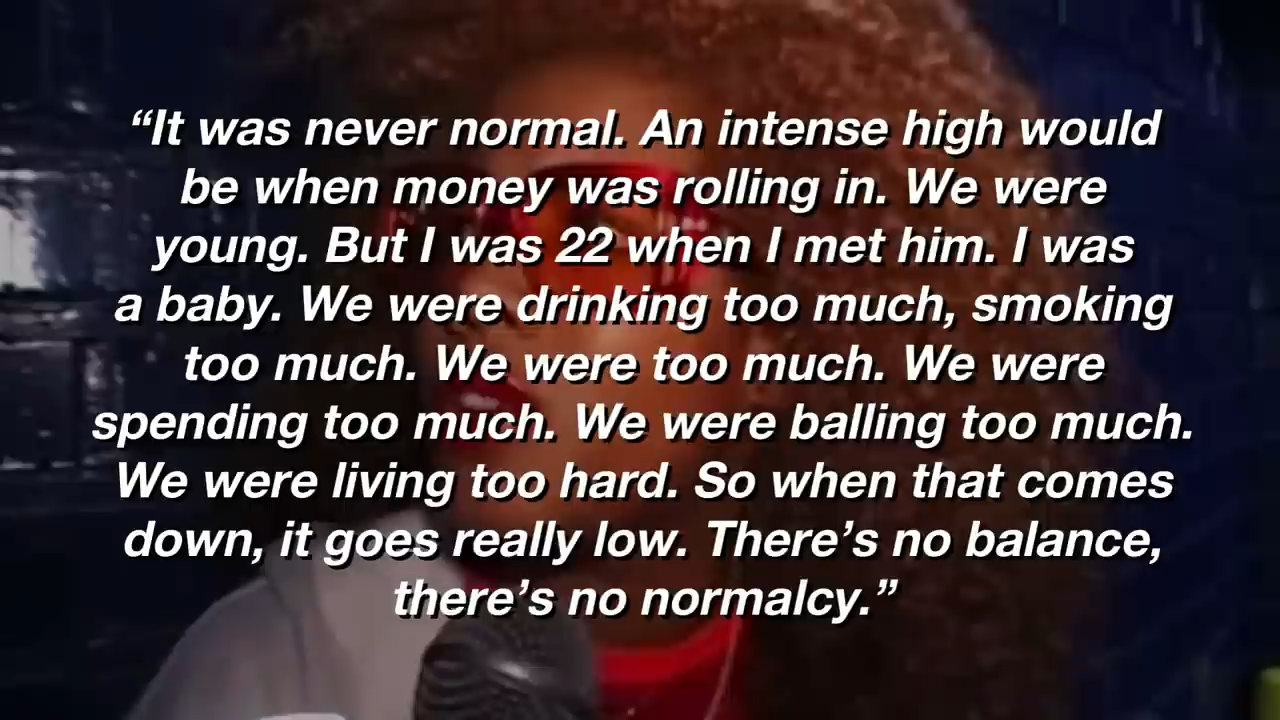 “It was never normal. An intense high would
be when money was rolling in. We were
young. But I was 22 when I met him. I was
a baby. We were drinking too much, smoking
too much. We were too much. We were
spending too much. We were balling too much.
We were living too hard. So when that comes
down, it goes really low. There’s no balance,
there’s no normalcy.”